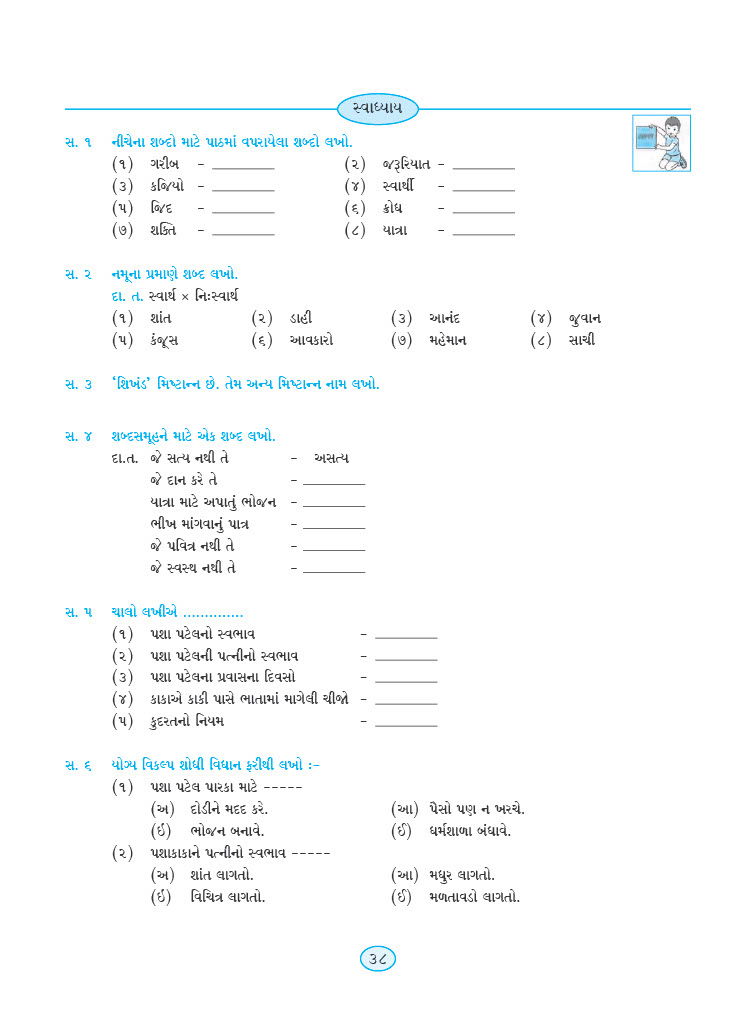 સ્વાધ્યાય
સ. ૧ નીચેના શબ્દો માટે પાઠમાં વપરાયેલા શબ્દો લખો.
(૧) ગરીબ – ________ (૨) જરૂરિયાત – ________
(૩) કજિયો – ________ (૪) સ્વાર્થી – ________
(૫) જિદ – ________ (૬) ક્રોધ – ________
(૭) શક્તિ – ________ (૮) યાત્રા – ________
સ. ૨ નમૂના પ્રમાણે શબ્દ લખો.
દા. ત. સ્વાર્થ × નિઃસ્વાર્થ
(૧) શાંત (૨) ડાહી (૩) આનંદ (૪) જુવાન
(૫) કંજૂસ (૬) આવકારો (૭) મહેમાન (૮) સાચી
સ. ૩ ‘શિખંડ’ મિષ્ટાન્ન છે. તેમ અન્ય મિષ્ટાન્ન નામ લખો.
સ. ૪ શબ્દસમૂહને માટે એક શબ્દ લખો.
દા.ત. જે સત્ય નથી તે – અસત્ય
જે દાન કરે તે – ________
યાત્રા માટે અપાતું ભોજન – ________
ભીખ માંગવાનું પાત્ર – ________
જે પવિત્ર નથી તે – ________
જે સ્વસ્થ નથી તે – ________
સ. ૫ ચાલો લખીએ ..............
(૧) પશા પટેલનો સ્વભાવ – ________
(૨) પશા પટેલની પત્નીનો સ્વભાવ – ________
(૩) પશા પટેલના પ્રવાસના દિવસો – ________
(૪) કાકાએ કાકી પાસે ભાતામાં માગેલી ચીજો – ________
(૫) કુદરતનો નિયમ – ________
સ. ૬ યોગ્ય વિકલ્પ શોધી વિધાન ફરીથી લખો :–
(૧) પશા પટેલ પારકા માટે -----
(અ) દોડીને મદદ કરે. (આ) પૈસો પણ ન ખરચે.
(ઇ) ભોજન બનાવે. (ઈ) ધર્મશાળા બંધાવે.
(૨) પશાકાકાને પત્નીનો સ્વભાવ -----
(અ) શાંત લાગતો. (આ) મધુર લાગતો.
(ઇ) વિચિત્ર લાગતો. (ઈ) મળતાવડો લાગતો.
૩૮